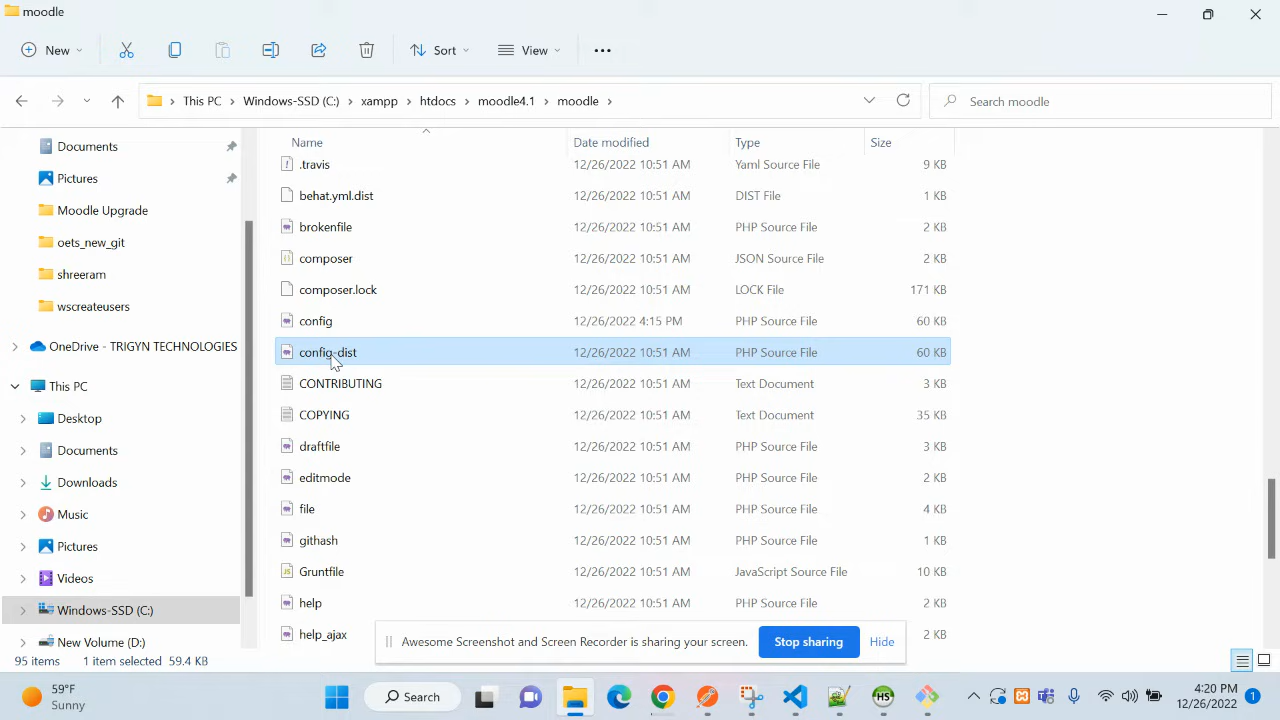 moodle
New
Sort
View
This PC
Windows-SSD (C:)
xampp
htdocs
moodle4.1
moodle
Search moodle
Documents
Pictures
Moodle Upgrade
oets_new_git
shreeram
wscreateusers
OneDrive - TRIGYN TECHNOLOGIES
This PC
Desktop
Documents
Downloads
Music
Pictures
Videos
Windows-SSD (C:)
New Volume (D:)
Name Date modified Type Size
.travis 12/26/2022 10:51 AM Yaml Source File 9 KB
behat.yml.dist 12/26/2022 10:51 AM DIST File 1 KB
brokenfile 12/26/2022 10:51 AM PHP Source File 2 KB
composer 12/26/2022 10:51 AM JSON Source File 2 KB
composer.lock 12/26/2022 10:51 AM LOCK File 171 KB
config 12/26/2022 4:15 PM PHP Source File 60 KB
config-dist 12/26/2022 10:51 AM PHP Source File 60 KB
CONTRIBUTING 12/26/2022 10:51 AM Text Document 3 KB
COPYING 12/26/2022 10:51 AM Text Document 35 KB
draftfile 12/26/2022 10:51 AM PHP Source File 3 KB
editmode 12/26/2022 10:51 AM PHP Source File 2 KB
file 12/26/2022 10:51 AM PHP Source File 4 KB
githash 12/26/2022 10:51 AM PHP Source File 1 KB
Gruntfile 12/26/2022 10:51 AM JavaScript Source File 10 KB
help 12/26/2022 10:51 AM PHP Source File 2 KB
help_ajax 2 KB
Awesome Screenshot and Screen Recorder is sharing your screen. Stop sharing Hide
95 items 1 item selected 59.4 KB
59°F
Sunny
Search
HS
4:20 PM
12/26/2022
1